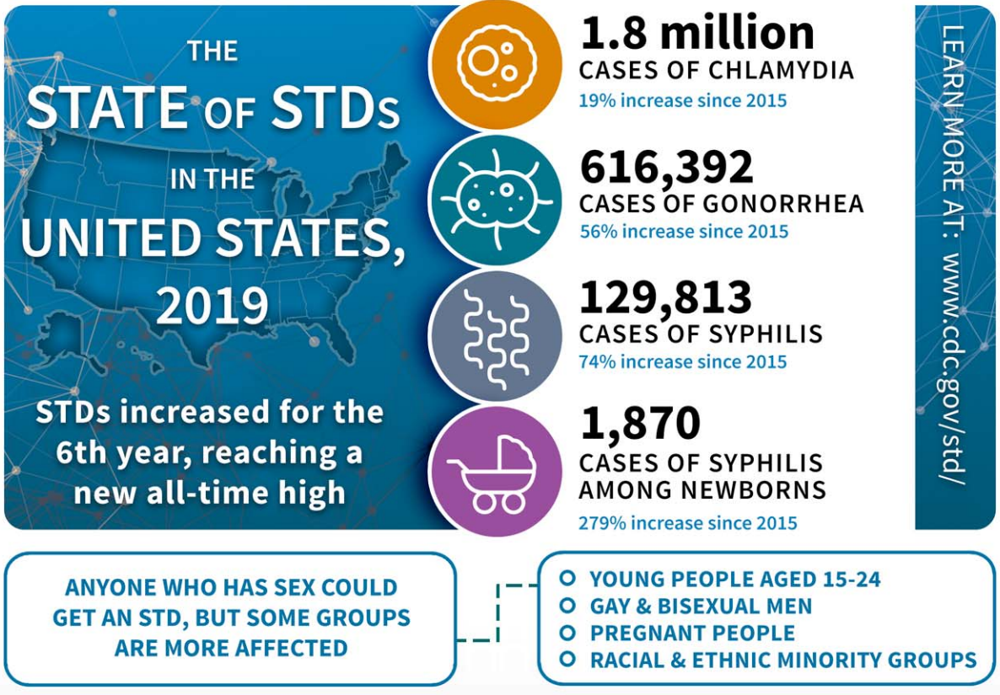 THE
STATE OF STDs
IN THE
UNITED STATES,
2019
STDs increased for the
6th year, reaching a
new all-time high
1.8 million
CASES OF CHLAMYDIA
19% increase since 2015
616,392
CASES OF GONORRHEA
56% increase since 2015
129,813
CASES OF SYPHILIS
74% increase since 2015
1,870
CASES OF SYPHILIS
AMONG NEWBORNS
279% increase since 2015
LEARN MORE AT: www.cdc.gov/std/
ANYONE WHO HAS SEX COULD
GET AN STD, BUT SOME GROUPS
ARE MORE AFFECTED
YOUNG PEOPLE AGED 15-24
GAY & BISEXUAL MEN
PREGNANT PEOPLE
RACIAL & ETHNIC MINORITY GROUPS